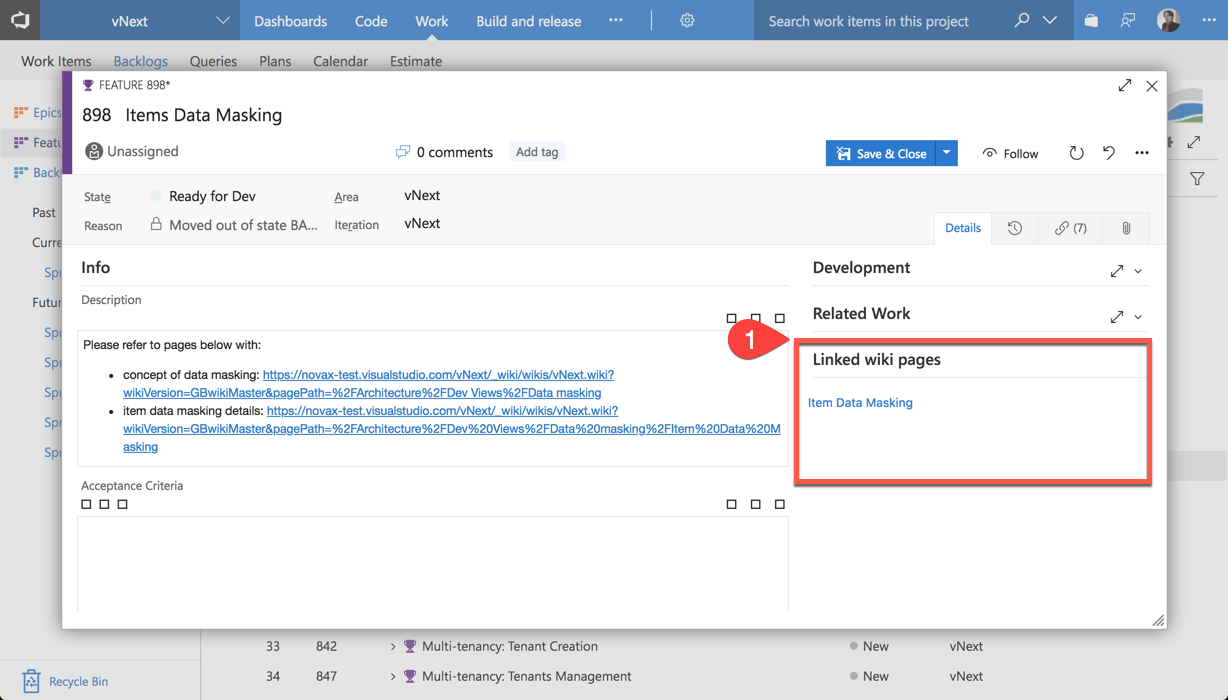 vNext
Dashboards
Code
Work
Build and release
Search work items in this project
Work Items
Backlogs
Queries
Plans
Calendar
Estimate
Epics
Featu
Back
Past
Curre
Spr
Futur
Spr
Spr
Spr
Spr
Spr
FEATURE 898*
898 Items Data Masking
Unassigned
0 comments
Add tag
Save & Close
Follow
•••
State
Ready for Dev
Area
vNext
Reason
Moved out of state BA...
Iteration
vNext
Details
(7)
Info
Description
Please refer to pages below with:
• concept of data masking: https://novax-test.visualstudio.com/vNext/_wiki/wikis/vNext.wiki?
wikiVersion=GBwikiMaster&pagePath=%2FArchitecture%2FDev Views%2FData masking
• item data masking details: https://novax-test.visualstudio.com/vNext/_wiki/wikis/vNext.wiki?
wikiVersion=GBwikiMaster&pagePath=%2FArchitecture%2FDev%20Views%2FData%20masking%2FItem%20Data%20M
asking
Acceptance Criteria
Development
Related Work
1
Linked wiki pages
Item Data Masking
33 842 Multi-tenancy: Tenant Creation New vNext
34 847 Multi-tenancy: Tenants Management New vNext
Recycle Bin